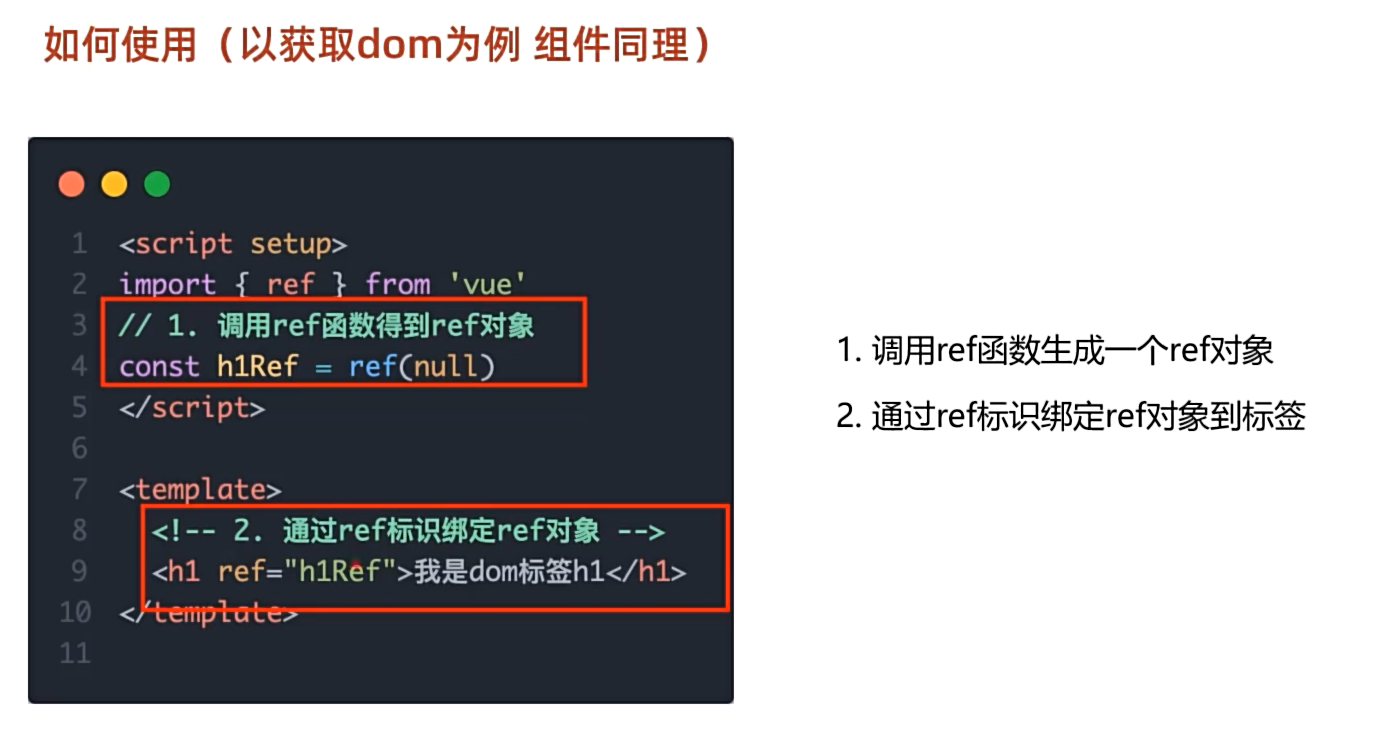 如何使用（以获取dom为例 组件同理）
1 <script setup>
2 import { ref } from 'vue'
3 // 1. 调用ref函数得到ref对象
4 const h1Ref = ref(null)
5 </script>
6
7 <template>
8 <!-- 2. 通过ref标识绑定ref对象 -->
9 <h1 ref="h1Ref">我是dom标签h1</h1>
10 </template>
11
1. 调用ref函数生成一个ref对象
2. 通过ref标识绑定ref对象到标签